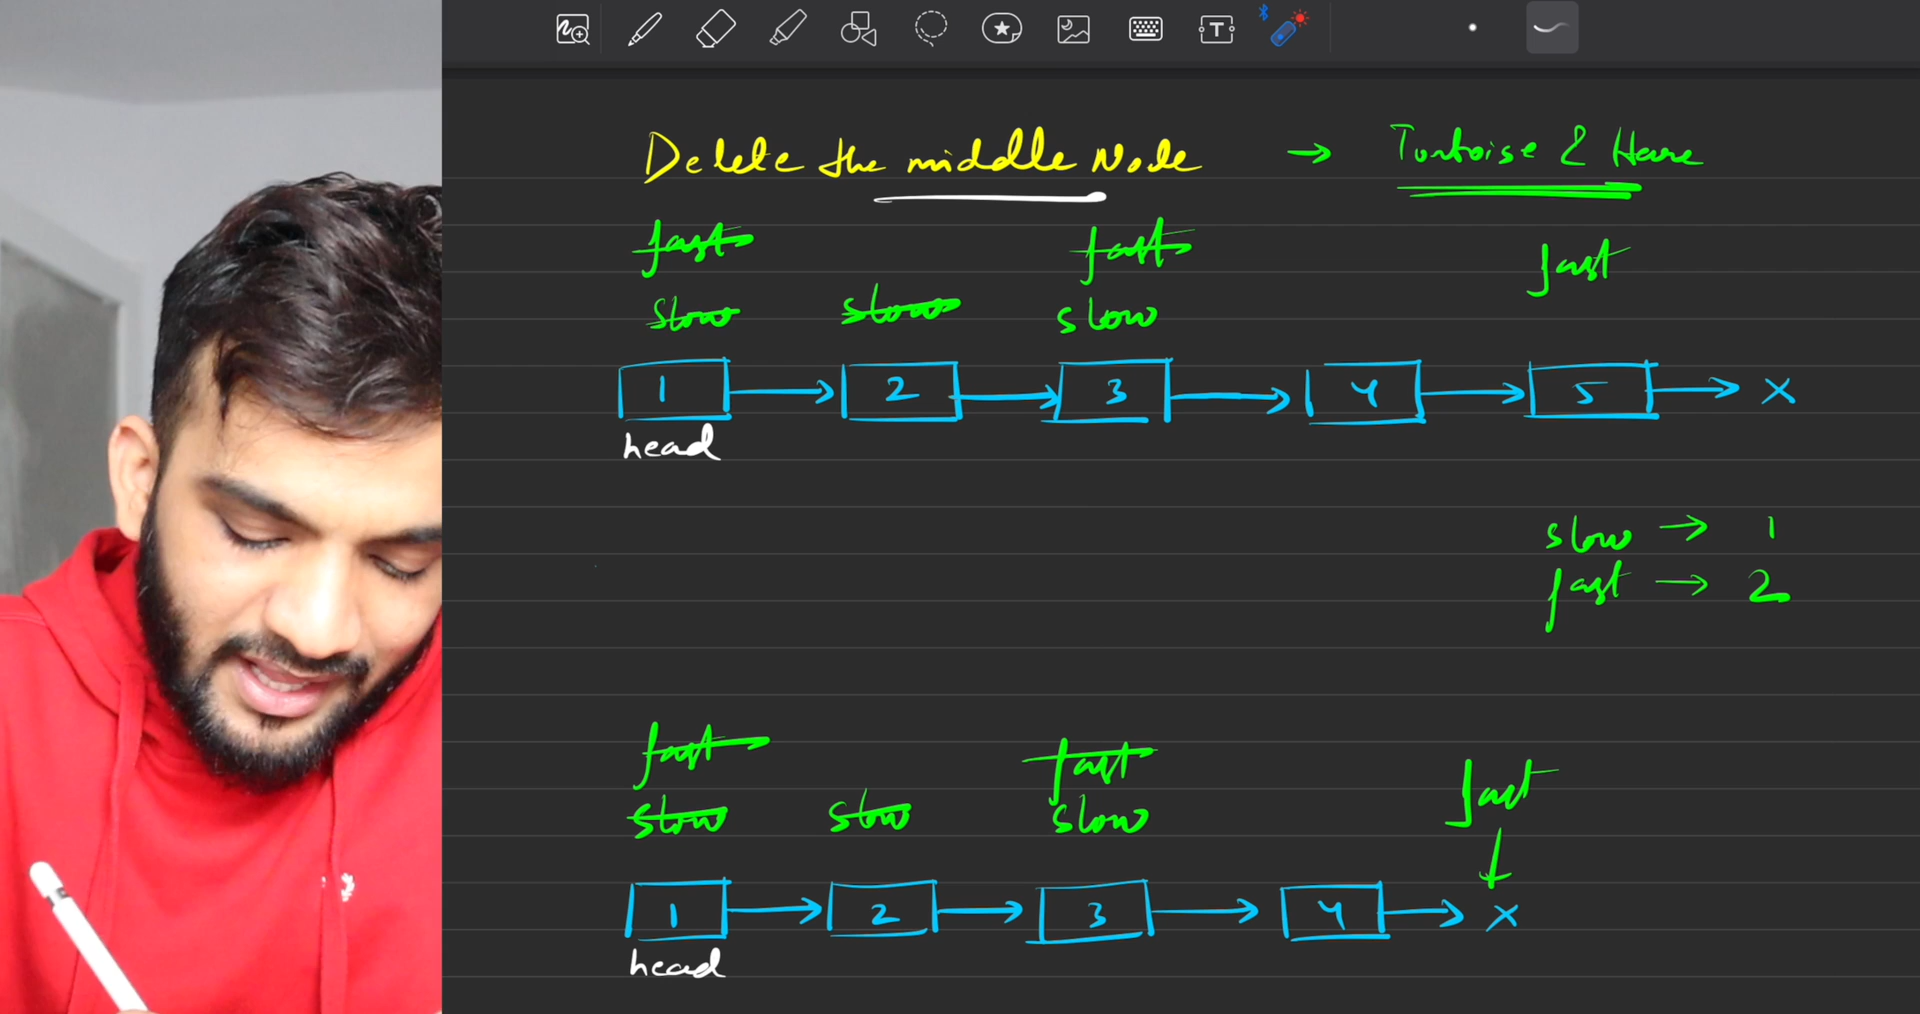 Delete the middle Node → Tortoise & Hare
fast fast fast
slow slow slow
1 → 2 → 3 → 4 → 5 → X
head
slow → 1
fast → 2
fast fast fast
slow slow slow
1 → 2 → 3 → 4 → X
head